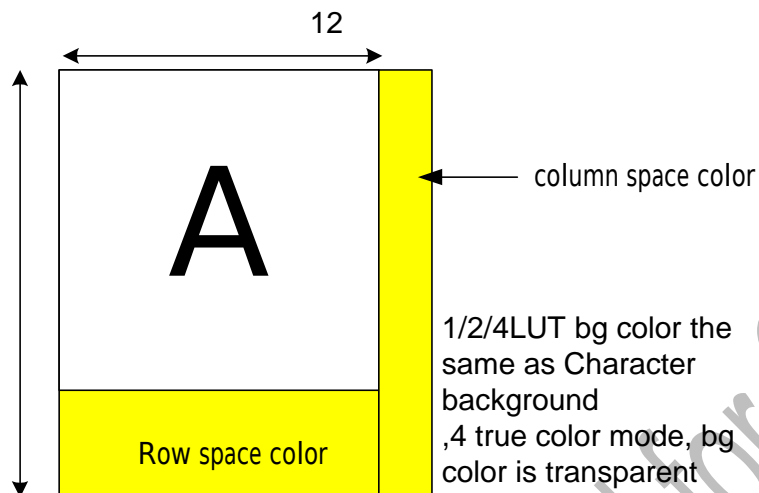 12
A
column space color
1/2/4LUT bg color the
same as Character
background
,4 true color mode, bg
color is transparent
Row space color
for